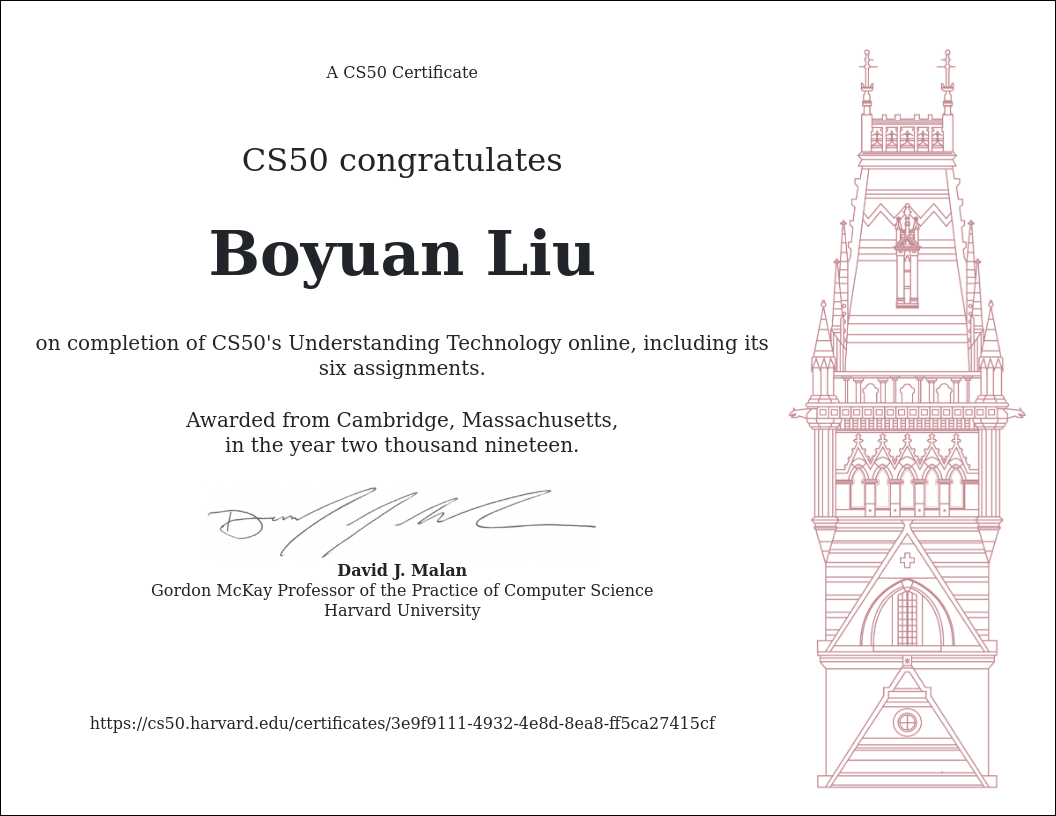 A CS50 Certificate
CS50 congratulates
Boyuan Liu
on completion of CS50's Understanding Technology online, including its
six assignments.
Awarded from Cambridge, Massachusetts,
in the year two thousand nineteen.
David J. Malan
Gordon McKay Professor of the Practice of Computer Science
Harvard University
https://cs50.harvard.edu/certificates/3e9f9111-4932-4e8d-8ea8-ff5ca27415cf